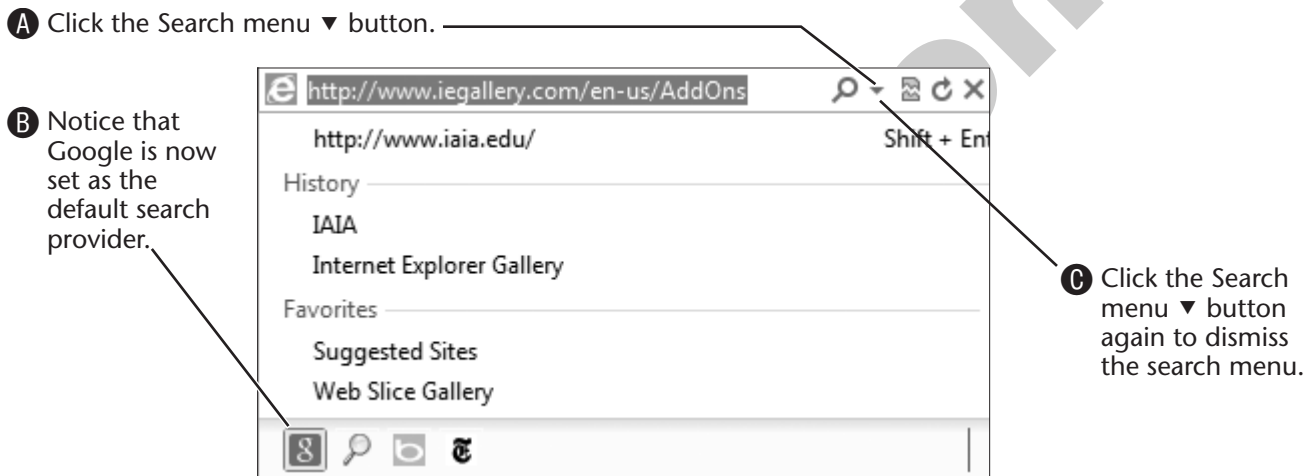 A Click the Search menu ▼ button.
B Notice that
Google is now
set as the
default search
provider.
http://www.iegallery.com/en-us/AddOns
http://www.iaia.edu/ Shift + Ent
History
IAIA
Internet Explorer Gallery
Favorites
Suggested Sites
Web Slice Gallery
C Click the Search
menu ▼ button
again to dismiss
the search menu.